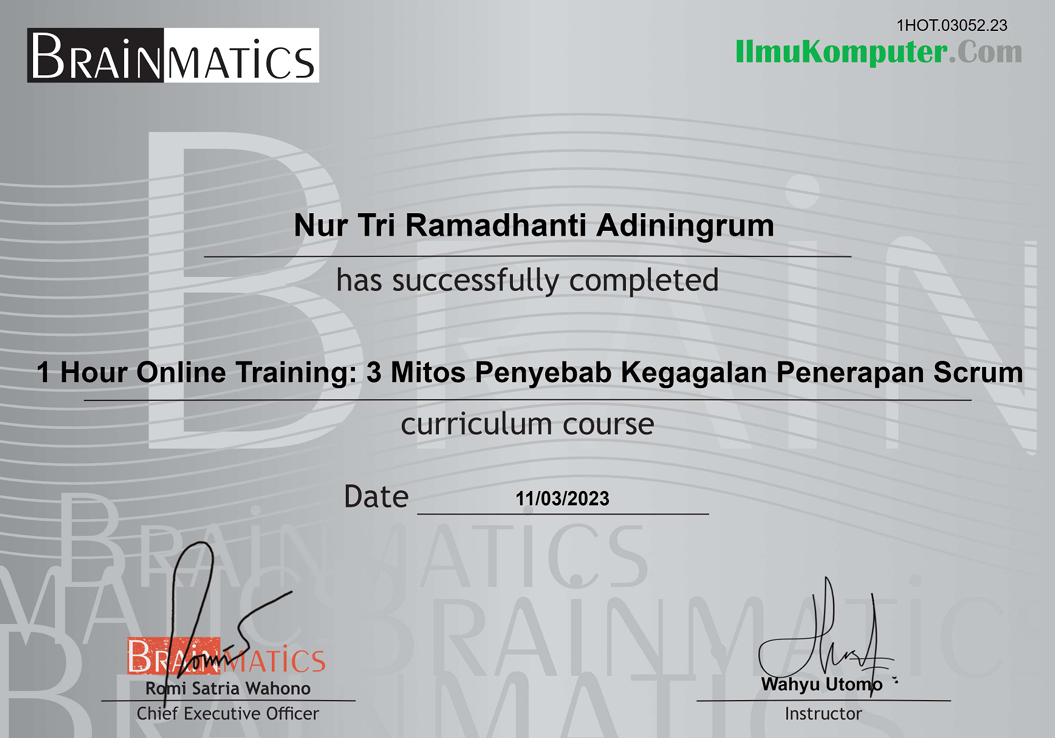 1HOT.03052.23
BRAINMATICS
IlmuKomputer.Com
Nur Tri Ramadhanti Adiningrum
has successfully completed
1 Hour Online Training: 3 Mitos Penyebab Kegagalan Penerapan Scrum
curriculum course
Date 11/03/2023
BRAINMATICS
Romi Satria Wahono
Chief Executive Officer
Wahyu Utomo
Instructor